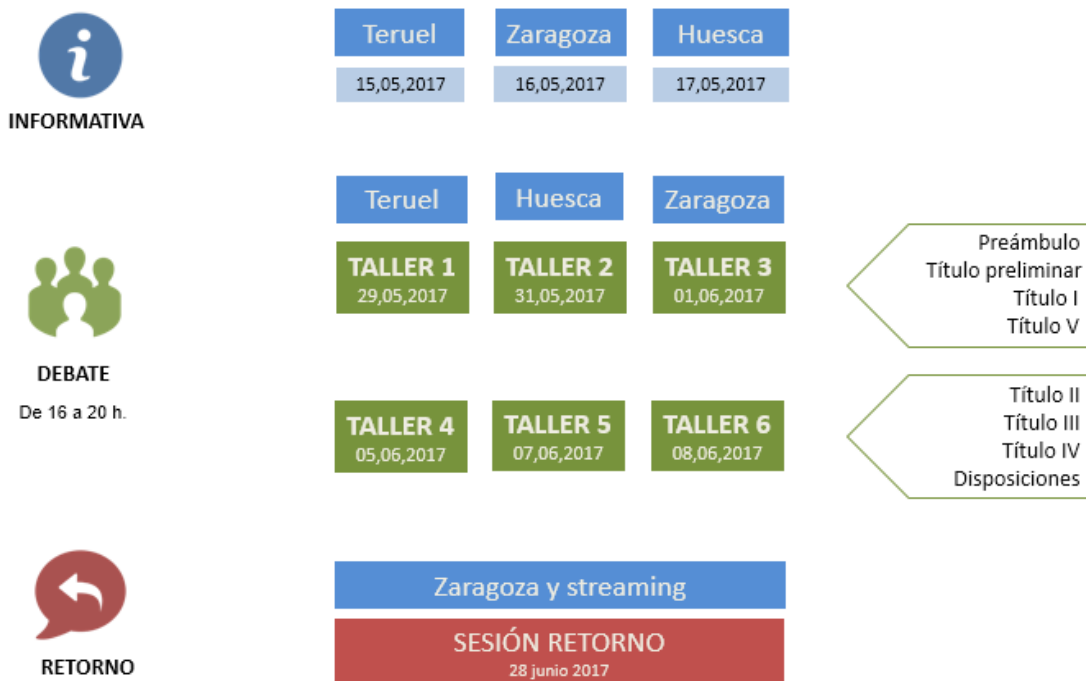 Teruel Zaragoza Huesca
15,05,2017 16,05,2017 17,05,2017
INFORMATIVA
Teruel Huesca Zaragoza
TALLER 1 TALLER 2 TALLER 3
29,05,2017 31,05,2017 01,06,2017
Preámbulo
Título preliminar
Título I
Título V
DEBATE
De 16 a 20 h.
TALLER 4 TALLER 5 TALLER 6
05,06,2017 07,06,2017 08,06,2017
Título II
Título III
Título IV
Disposiciones
Zaragoza y streaming
SESIÓN RETORNO
28 junio 2017
RETORNO